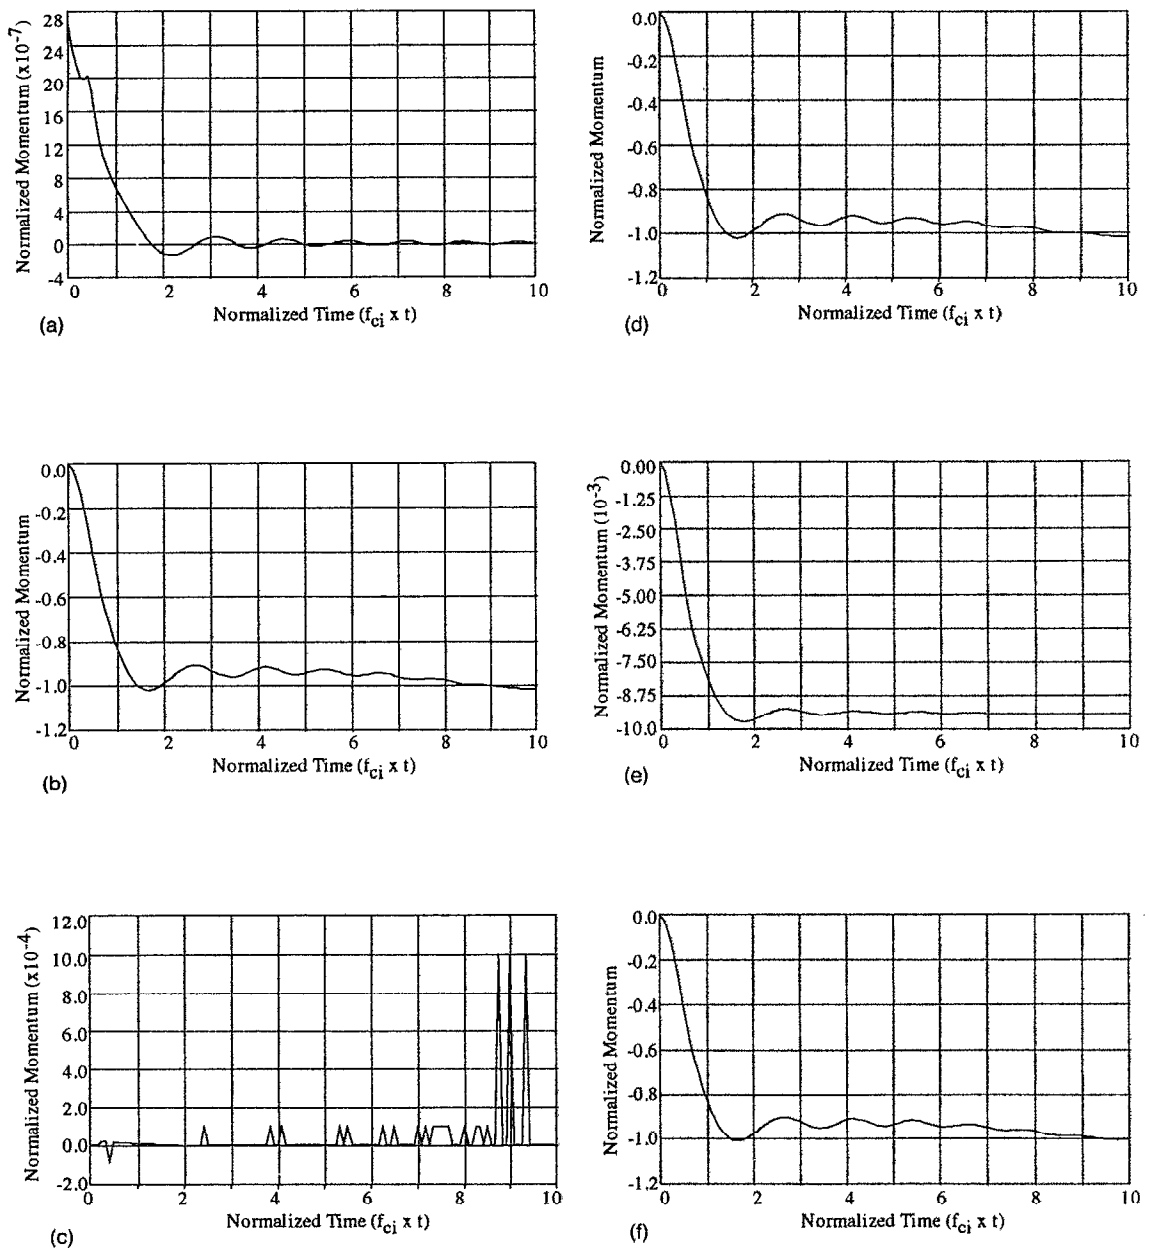 Normalized Momentum (x10⁻⁷)
28
24
20
16
12
8
4
0
-4
0 2 4 6 8 10
Normalized Time (f_ci x t)
(a)
Normalized Momentum
0.0
-0.2
-0.4
-0.6
-0.8
-1.0
-1.2
0 2 4 6 8 10
Normalized Time (f_ci x t)
(d)
Normalized Momentum
0.0
-0.2
-0.4
-0.6
-0.8
-1.0
-1.2
0 2 4 6 8 10
Normalized Time (f_ci x t)
(b)
Normalized Momentum (10⁻³)
0.00
-1.25
-2.50
-3.75
-5.00
-6.25
-7.50
-8.75
-10.0
0 2 4 6 8 10
Normalized Time (f_ci x t)
(e)
Normalized Momentum (x10⁻⁴)
12.0
10.0
8.0
6.0
4.0
2.0
0.0
-2.0
0 2 4 6 8 10
Normalized Time (f_ci x t)
(c)
Normalized Momentum
0.0
-0.2
-0.4
-0.6
-0.8
-1.0
-1.2
0 2 4 6 8 10
Normalized Time (f_ci x t)
(f)